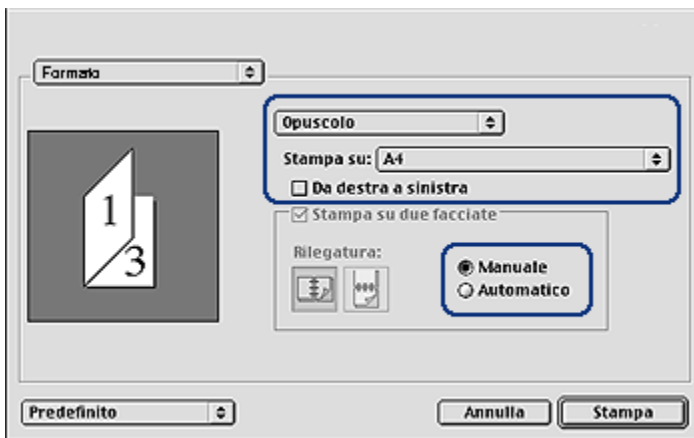 Formato
Opuscolo
Stampa su: A4
Da destra a sinistra
1
3
Stampa su due facciate
Rilegatura:
Manuale
Automatico
Predefinito
Annulla
Stampa